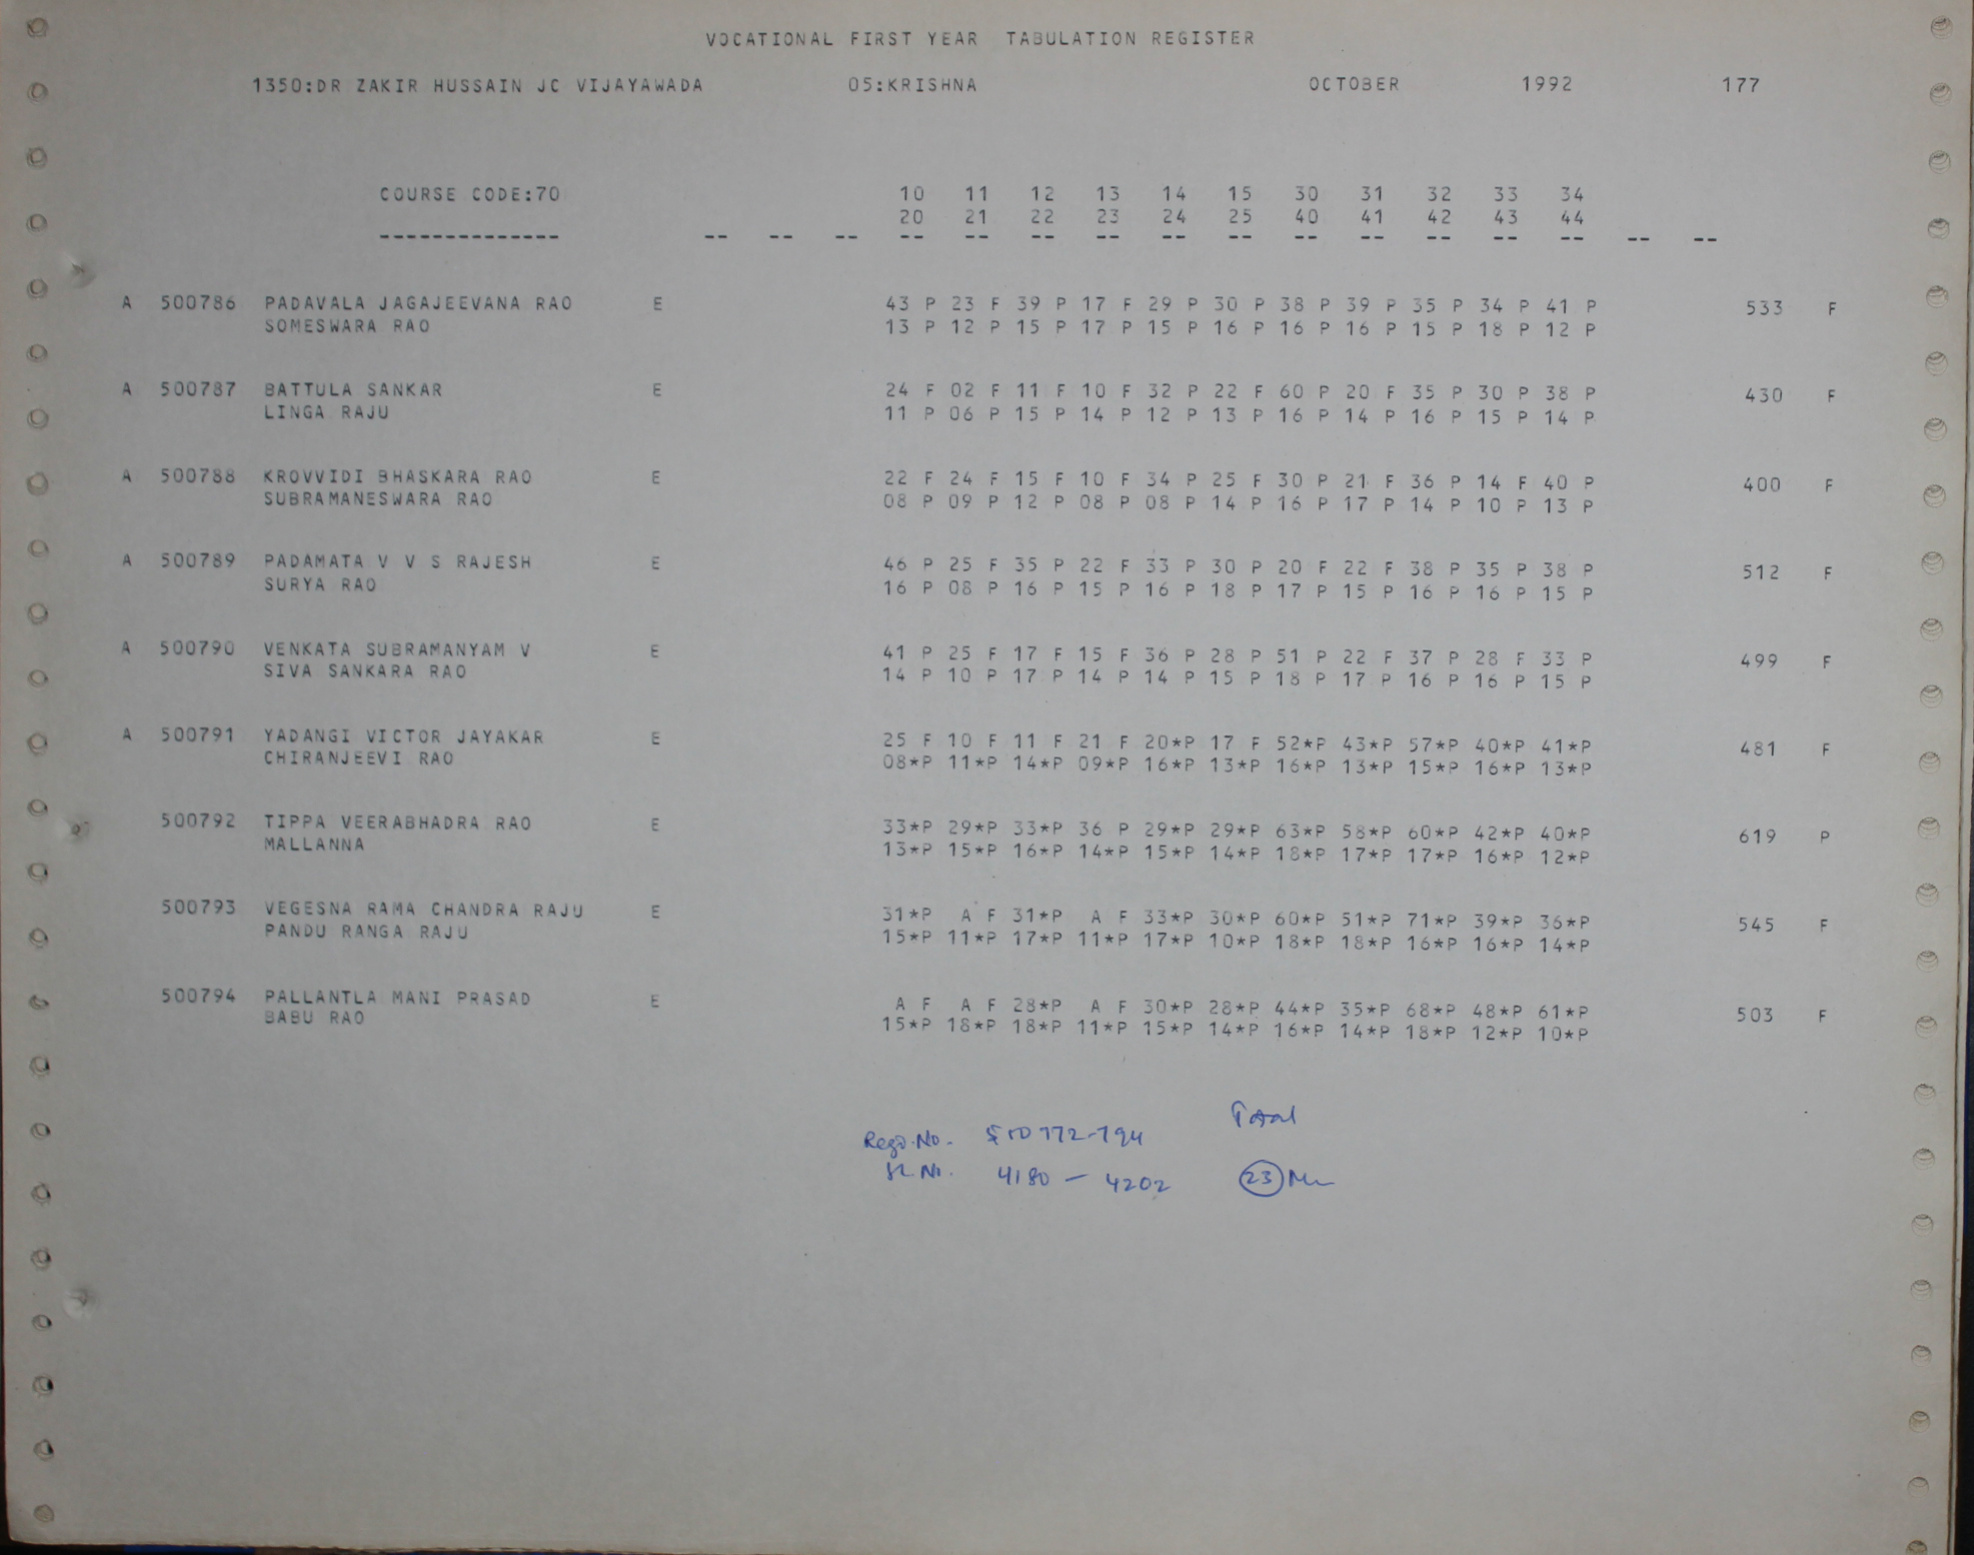 VOCATIONAL FIRST YEAR TABULATION REGISTER
1350:DR ZAKIR HUSSAIN JC VIJAYAWADA 05:KRISHNA OCTOBER 1992 177
COURSE CODE:70 10 11 12 13 14 15 30 31 32 33 34
20 21 22 23 24 25 40 41 42 43 44
-------------- -- -- -- -- -- -- -- -- -- -- -- -- -- -- -- --
A 500786 PADAVALA JAGAJEEVANA RAO E 43 P 23 F 39 P 17 F 29 P 30 P 38 P 39 P 35 P 34 P 41 P 533 F
SOMESWARA RAO 13 P 12 P 15 P 17 P 15 P 16 P 16 P 16 P 15 P 18 P 12 P
A 500787 BATTULA SANKAR E 24 F 02 F 11 F 10 F 32 P 22 F 60 P 20 F 35 P 30 P 38 P 430 F
LINGA RAJU 11 P 06 P 15 P 14 P 12 P 13 P 16 P 14 P 16 P 15 P 14 P
A 500788 KROVVIDI BHASKARA RAO E 22 F 24 F 15 F 10 F 34 P 25 F 30 P 21 F 36 P 14 F 40 P 400 F
SUBRAMANESWARA RAO 08 P 09 P 12 P 08 P 08 P 14 P 16 P 17 P 14 P 10 P 13 P
A 500789 PADAMATA V V S RAJESH E 46 P 25 F 35 P 22 F 33 P 30 P 20 F 22 F 38 P 35 P 38 P 512 F
SURYA RAO 16 P 08 P 16 P 15 P 16 P 18 P 17 P 15 P 16 P 16 P 15 P
A 500790 VENKATA SUBRAMANYAM V E 41 P 25 F 17 F 15 F 36 P 28 P 51 P 22 F 37 P 28 F 33 P 499 F
SIVA SANKARA RAO 14 P 10 P 17 P 14 P 14 P 15 P 18 P 17 P 16 P 16 P 15 P
A 500791 YADANGI VICTOR JAYAKAR E 25 F 10 F 11 F 21 F 20*P 17 F 52*P 43*P 57*P 40*P 41*P 481 F
CHIRANJEEVI RAO 08*P 11*P 14*P 09*P 16*P 13*P 16*P 13*P 15*P 16*P 13*P
500792 TIPPA VEERABHADRA RAO E 33*P 29*P 33*P 36 P 29*P 29*P 63*P 58*P 60*P 42*P 40*P 619 P
MALLANNA 13*P 15*P 16*P 14*P 15*P 14*P 18*P 17*P 17*P 16*P 12*P
500793 VEGESNA RAMA CHANDRA RAJU E 31*P A F 31*P A F 33*P 30*P 60*P 51*P 71*P 39*P 36*P 545 F
PANDU RANGA RAJU 15*P 11*P 17*P 11*P 17*P 10*P 18*P 18*P 16*P 16*P 14*P
500794 PALLANTLA MANI PRASAD E A F A F 28*P A F 30*P 28*P 44*P 35*P 68*P 48*P 61*P 503 F
BABU RAO 15*P 18*P 18*P 11*P 15*P 14*P 16*P 14*P 18*P 12*P 10*P
Total
Regd.No. 500772-794
Sl.No. 4180 - 4202 23